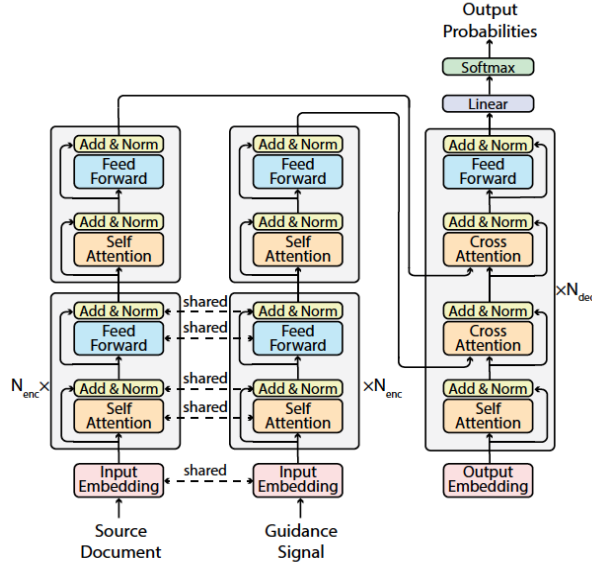 Output
Probabilities
Softmax
Linear
Add & Norm
Feed
Forward
Add & Norm
Self
Attention
Add & Norm
Feed
Forward
Add & Norm
Self
Attention
Add & Norm
Feed
Forward
Add & Norm
Cross
Attention
Add & Norm
Cross
Attention
Add & Norm
Self
Attention
×N
Add & Norm
Feed
Forward
Add & Norm
Self
Attention
N enc ×
shared
shared
shared
shared
Add & Norm
Feed
Forward
Add & Norm
Self
Attention
×N enc
Input
Embedding
shared
Input
Embedding
Output
Embedding
Source
Document
Guidance
Signal